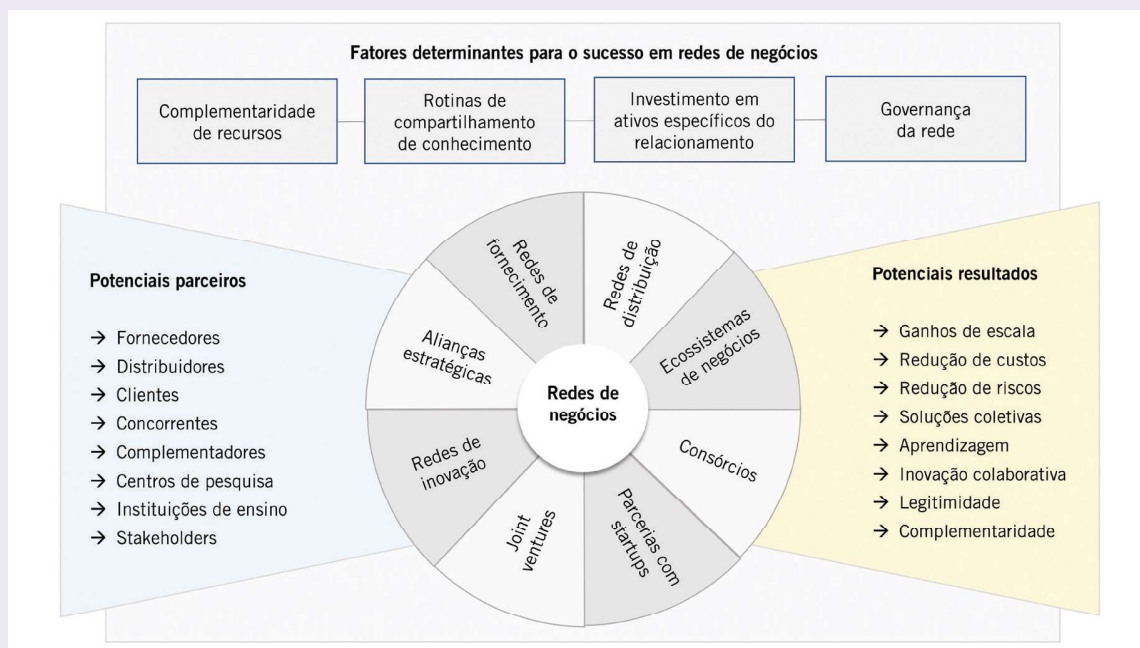 Fatores determinantes para o sucesso em redes de negócios
Complementaridade
de recursos
Rotinas de
compartilhamento
de conhecimento
Investimento em
ativos específicos do
relacionamento
Governança
da rede
Potenciais parceiros
→ Fornecedores
→ Distribuidores
→ Clientes
→ Concorrentes
→ Complementadores
→ Centros de pesquisa
→ Instituições de ensino
→ Stakeholders
Redes de
fornecimento
Redes de
distribuição
Ecossistemas
de negócios
Consórcios
Parcerias com
startups
Joint
ventures
Redes de
inovação
Alianças
estratégicas
Redes de
negócios
Potenciais resultados
→ Ganhos de escala
→ Redução de custos
→ Redução de riscos
→ Soluções coletivas
→ Aprendizagem
→ Inovação colaborativa
→ Legitimidade
→ Complementaridade